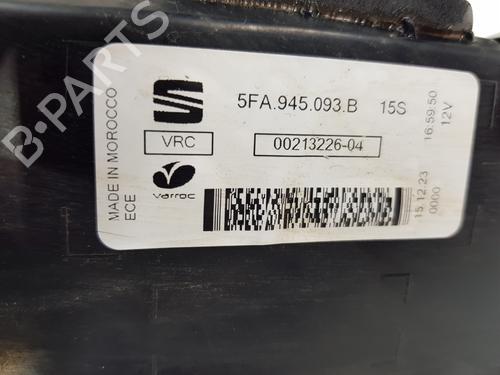 MADE IN MOROCCO
ECE
5FA.945.093.B 15S
VRC
00213226-04
varroc
16:59:50
12V
15.12.23
0000
B-PARTS